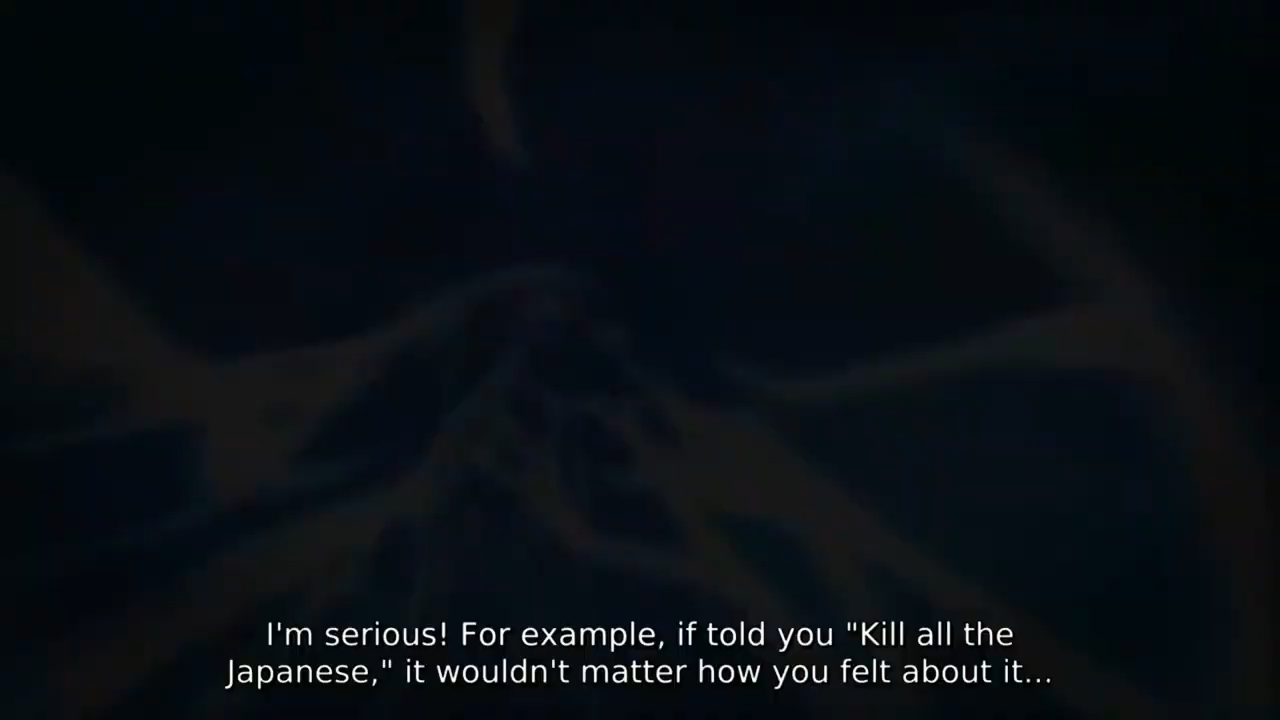 I'm serious! For example, if told you "Kill all the
Japanese," it wouldn't matter how you felt about it...